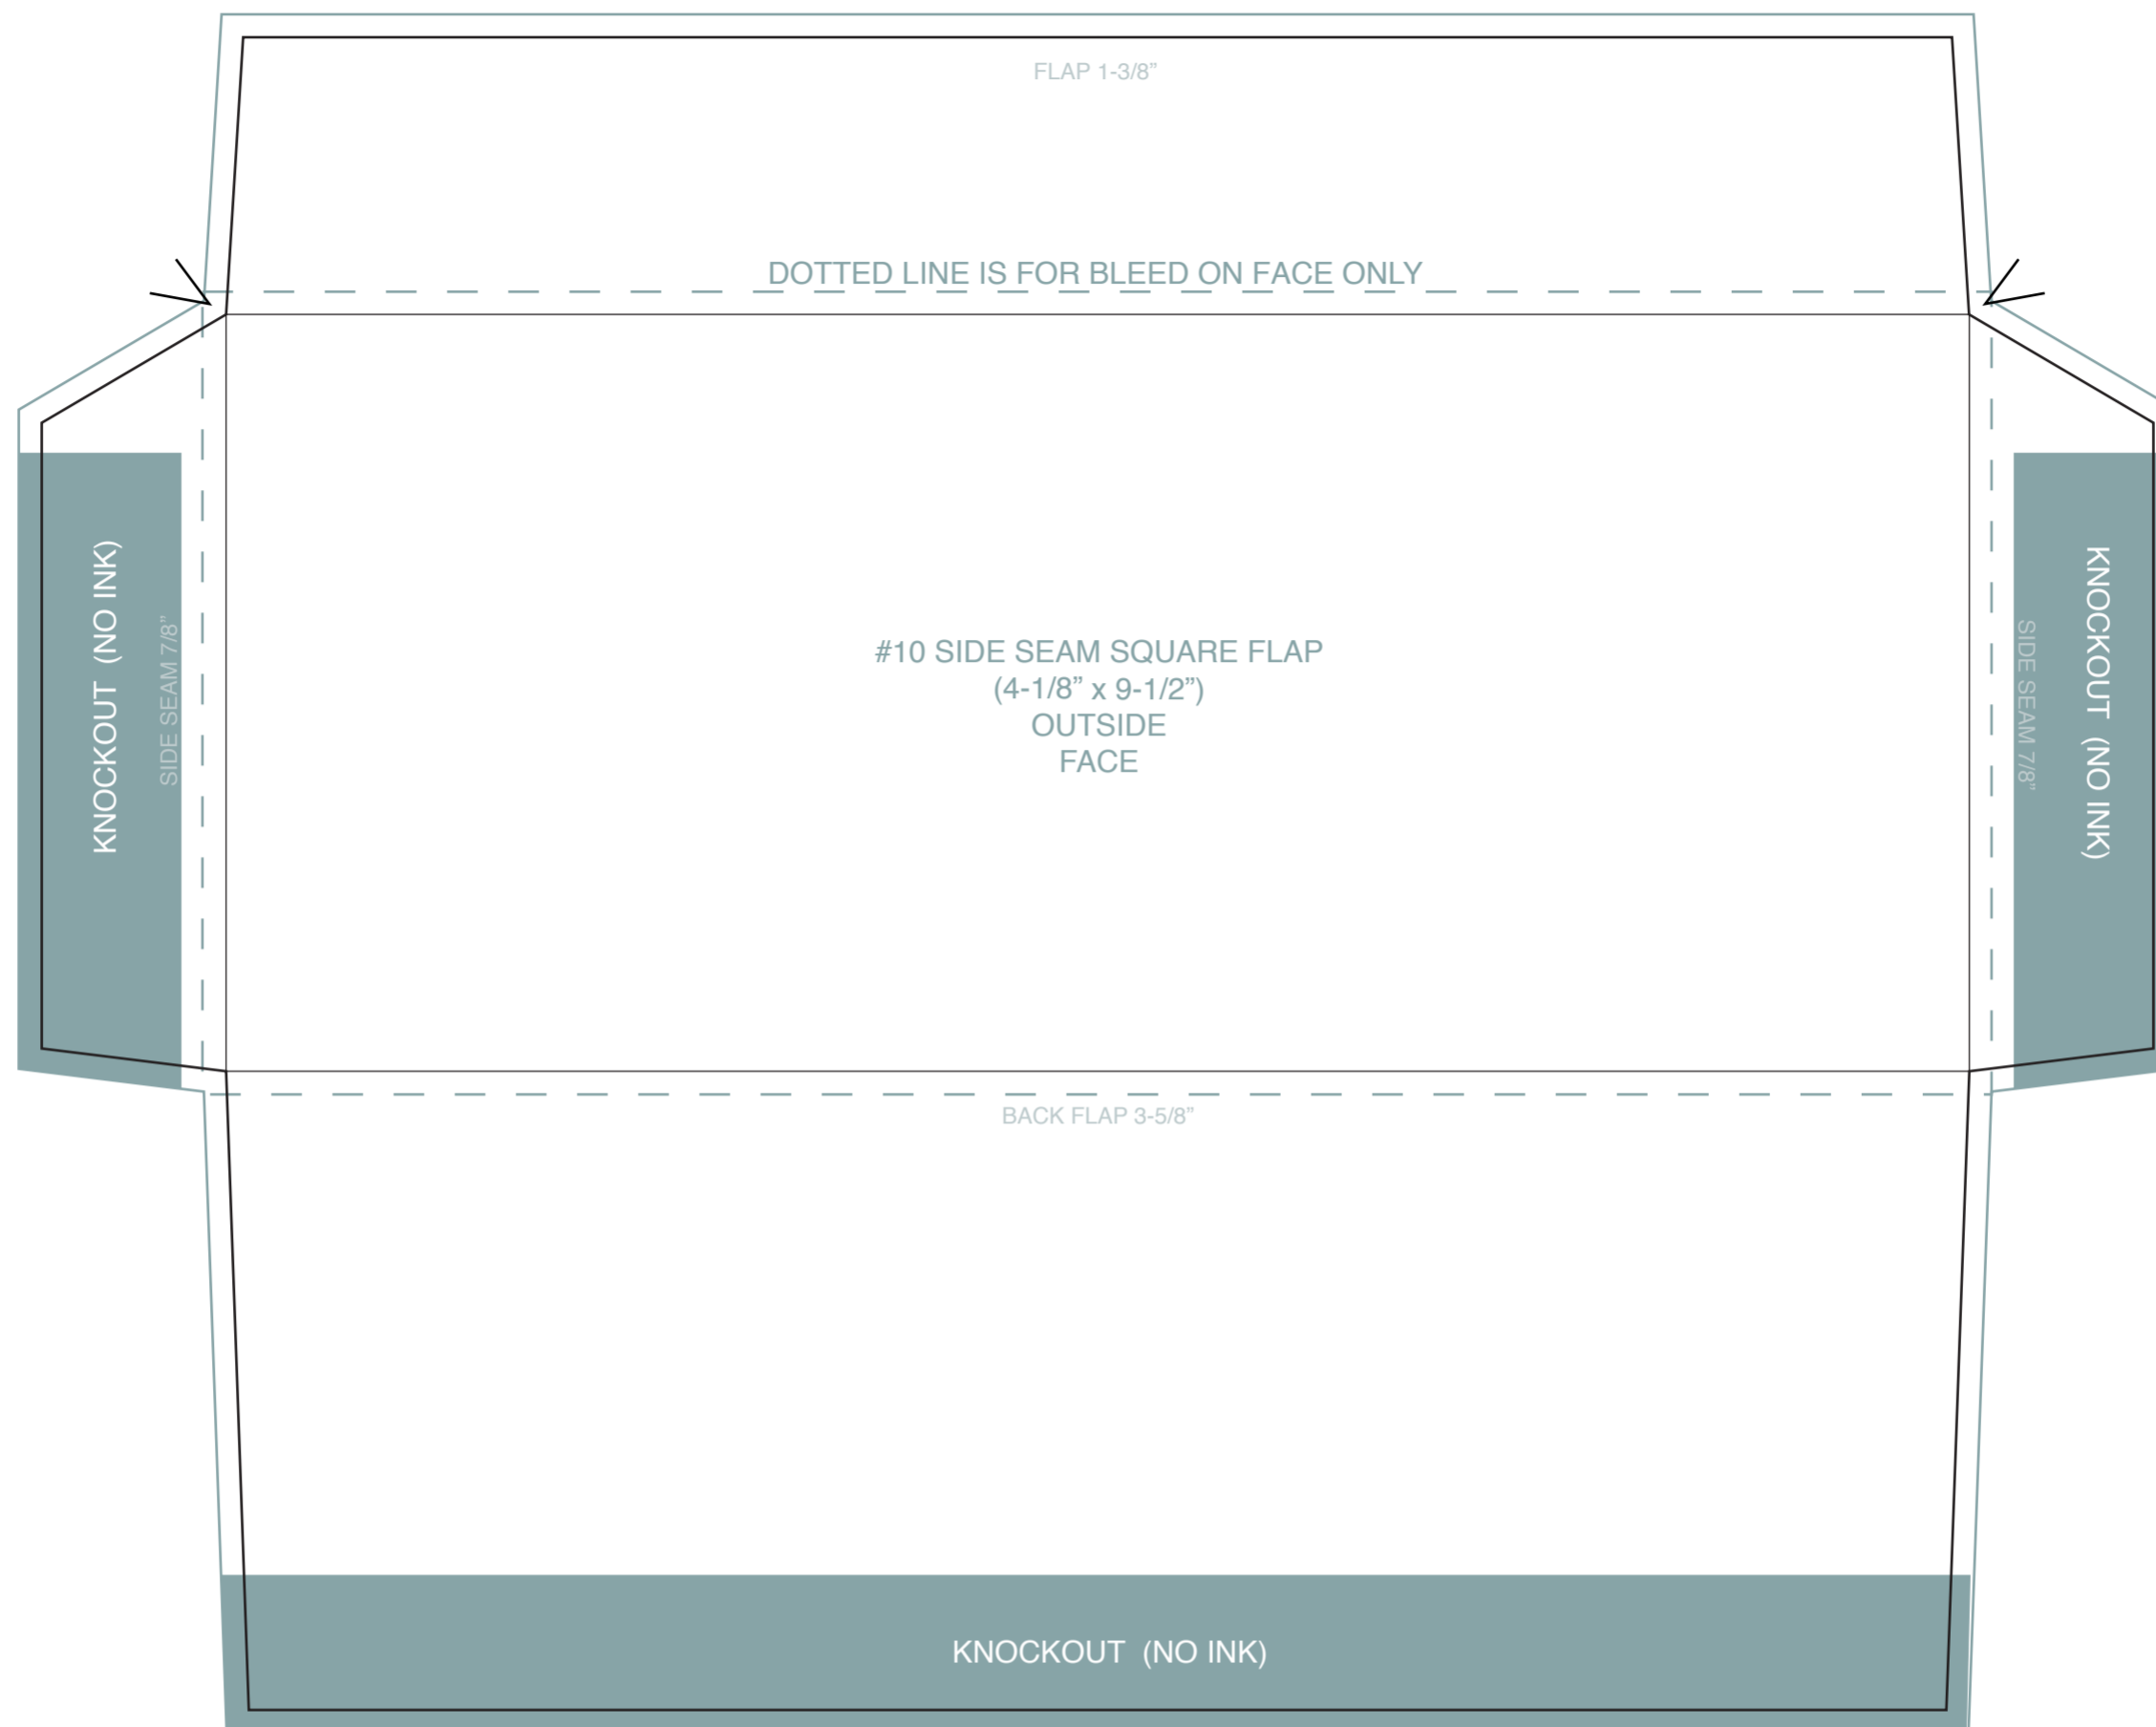 FLAP 1-3/8”
DOTTED LINE IS FOR BLEED ON FACE ONLY
KNOCKOUT (NO INK)
SIDE SEAM 7/8”
#10 SIDE SEAM SQUARE FLAP
(4-1/8” x 9-1/2”)
OUTSIDE
FACE
SIDE SEAM 7/8”
KNOCKOUT (NO INK)
BACK FLAP 3-5/8”
KNOCKOUT (NO INK)